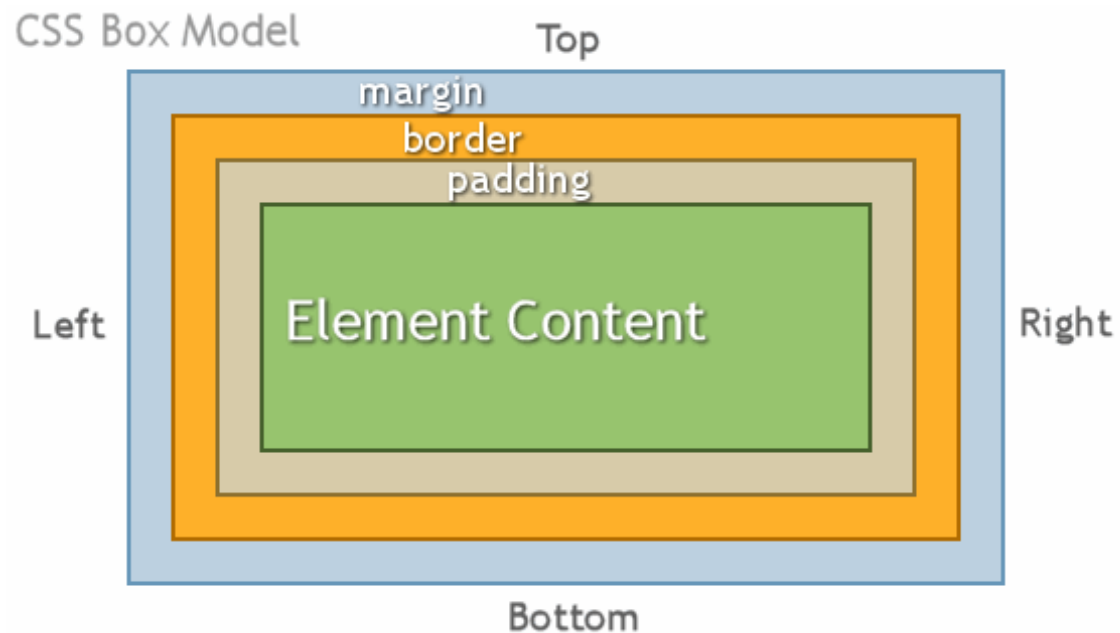 CSS Box Model
Top
margin
border
padding
Element Content
Left
Right
Bottom